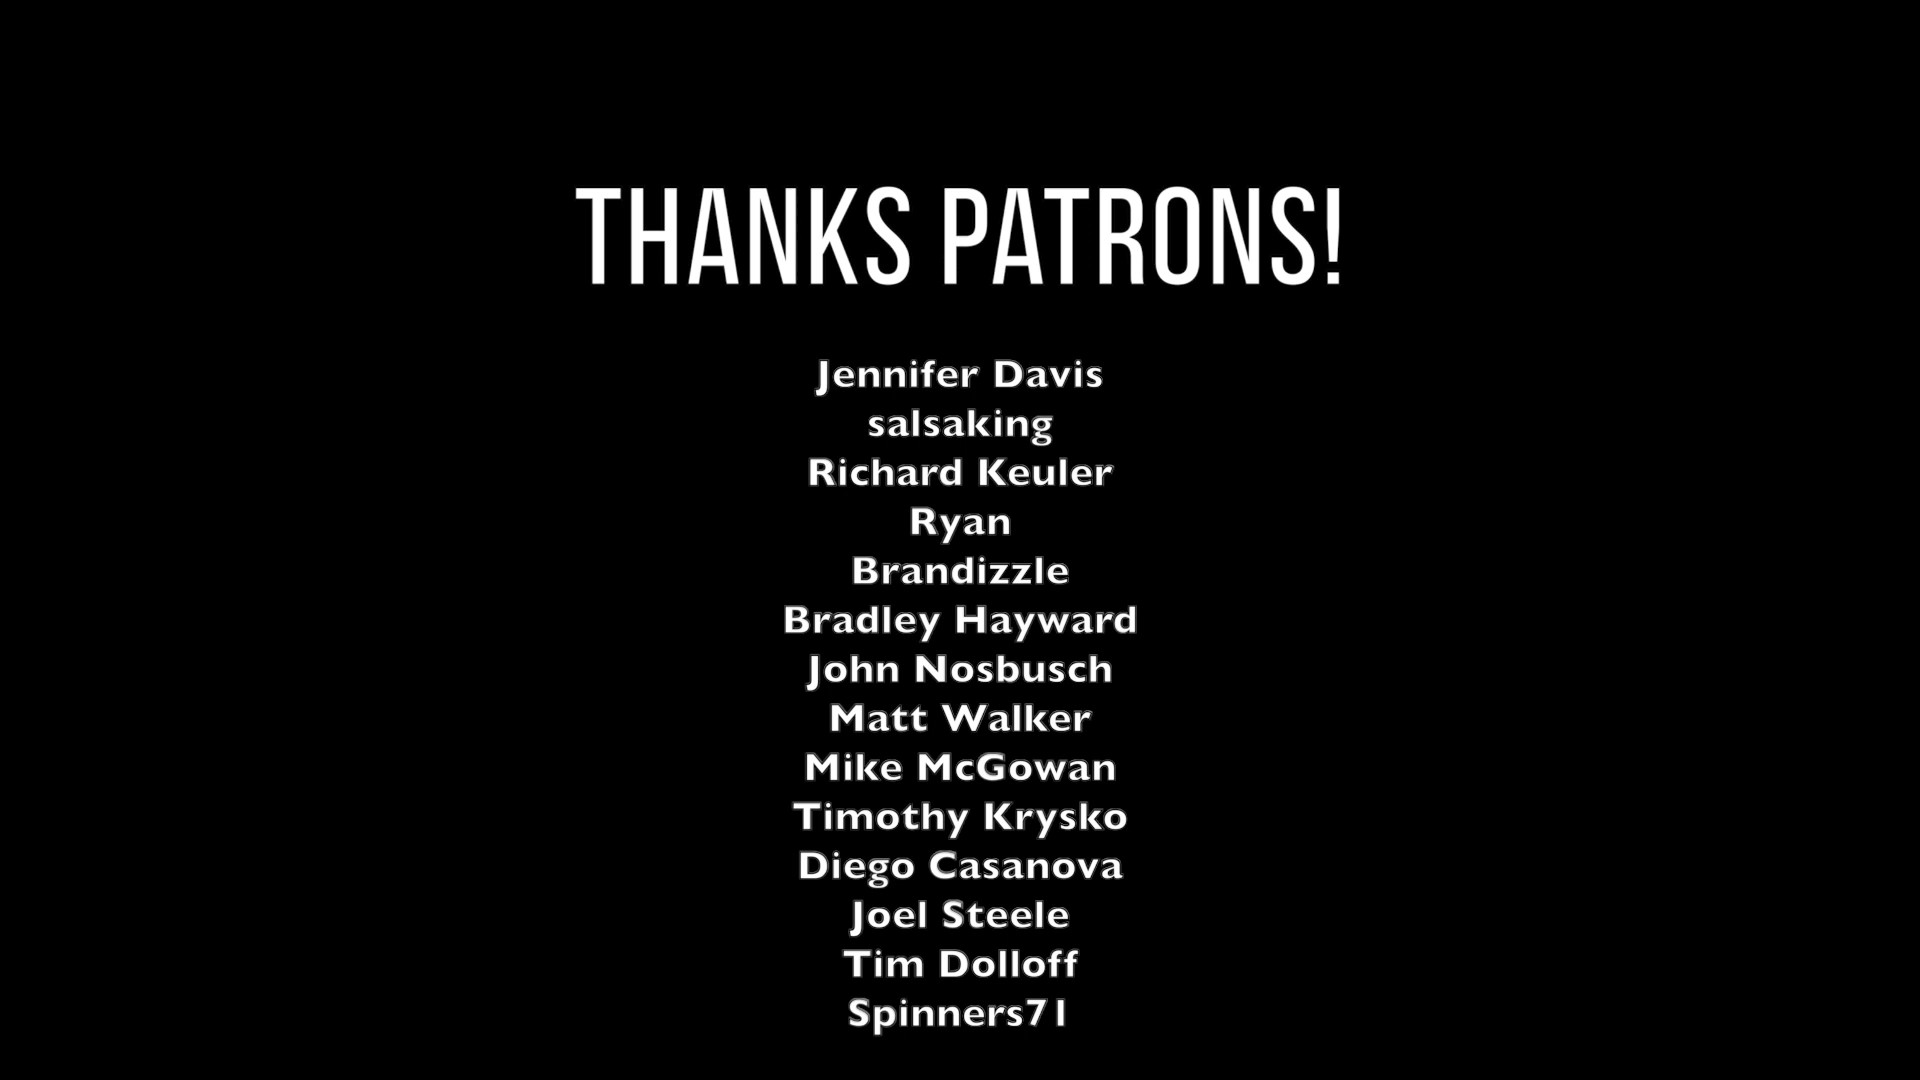 THANKS PATRONS!
Jennifer Davis
salsaking
Richard Keuler
Ryan
Brandizzle
Bradley Hayward
John Nosbusch
Matt Walker
Mike McGowan
Timothy Krysko
Diego Casanova
Joel Steele
Tim Dolloff
Spinners71